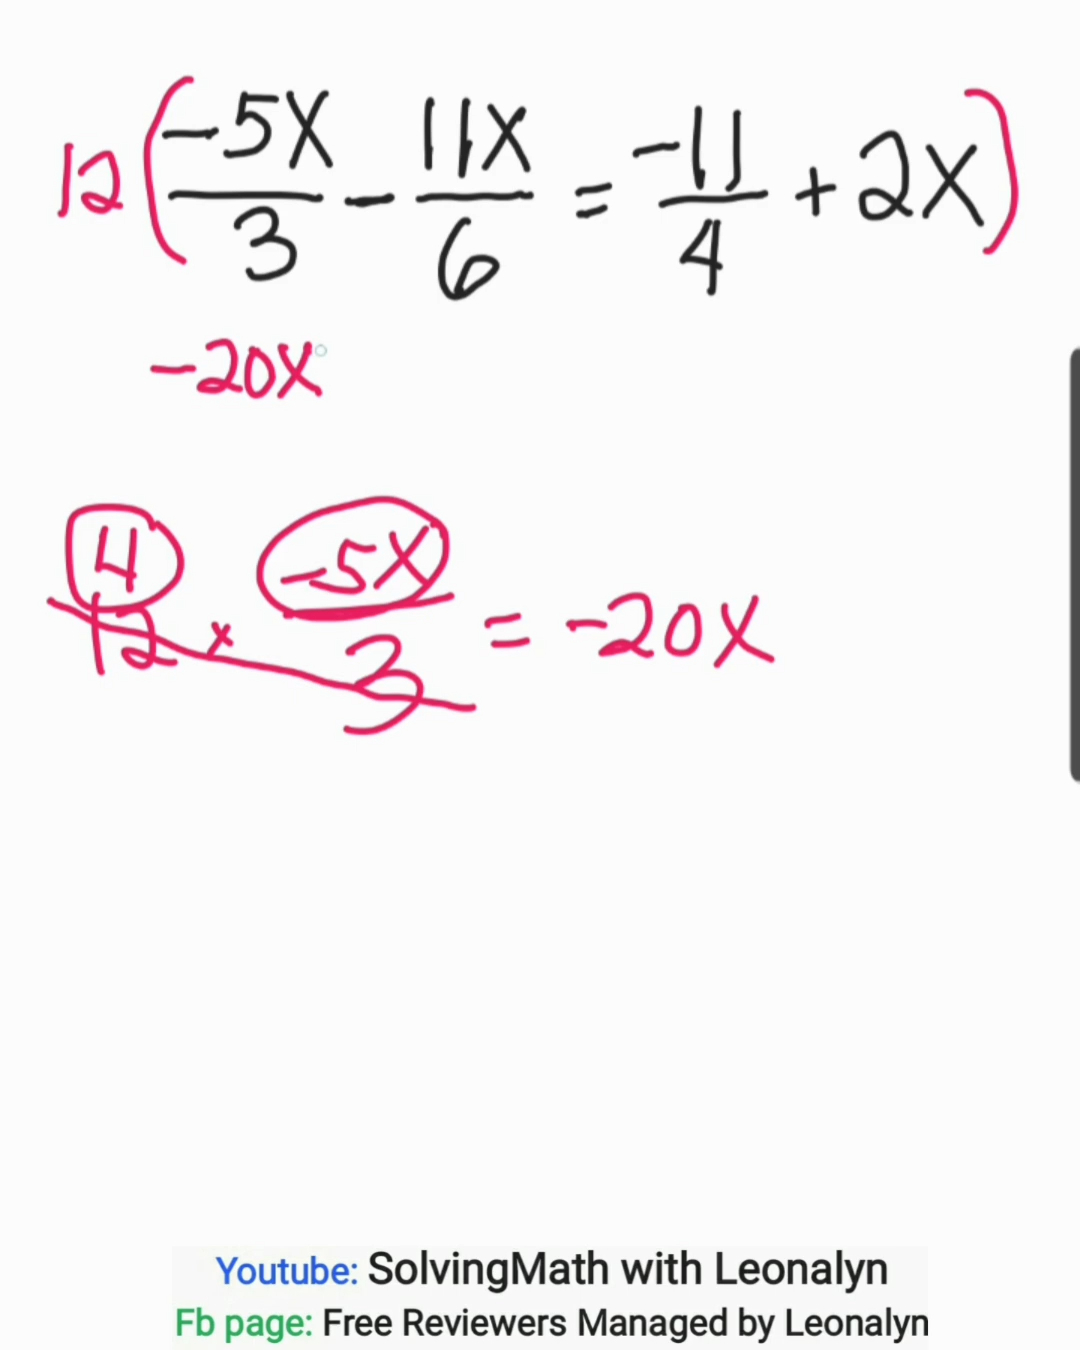 12(-5x/3 - 11x/6 = -11/4 + 2x)
-20x
4
12 x -5x/3 = -20x
Youtube: SolvingMath with Leonalyn
Fb page: Free Reviewers Managed by Leonalyn